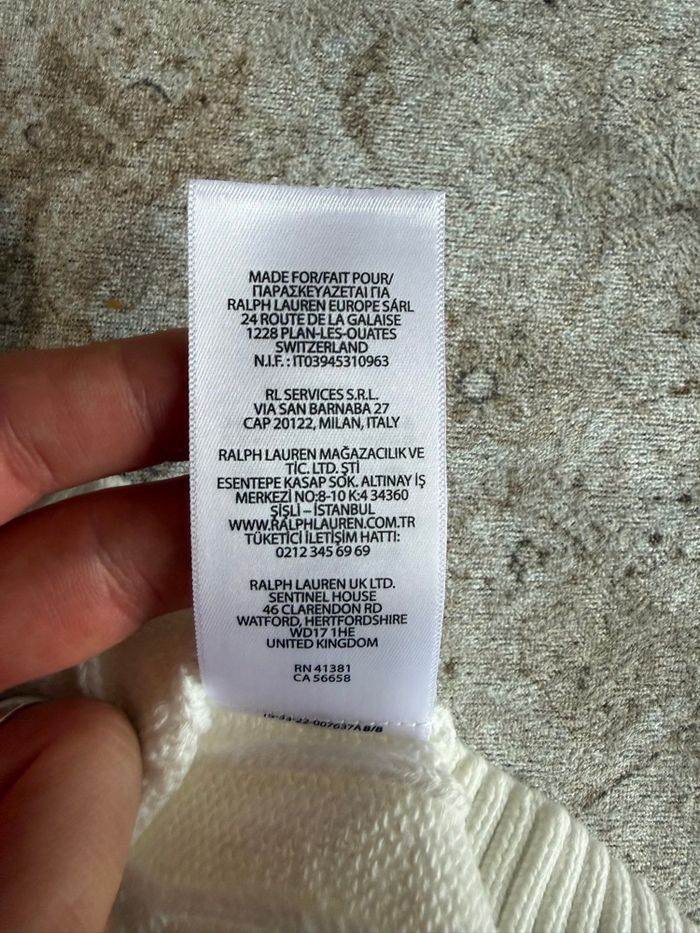 MADE FOR/FAIT POUR/
ΠΑΡΑΣΚΕΥΑΖΕΤΑΙ ΓΙΑ
RALPH LAUREN EUROPE SÁRL
24 ROUTE DE LA GALAISE
1228 PLAN-LES-OUATES
SWITZERLAND
N.I.F. : IT03945310963
RL SERVICES S.R.L.
VIA SAN BARNABA 27
CAP 20122, MILAN, ITALY
RALPH LAUREN MAĞAZACILIK VE
TİC. LTD. ŞTİ
ESENTEPE KASAP SOK. ALTINAY İŞ
MERKEZİ NO:8-10 K:4 34360
ŞİŞLİ – İSTANBUL
WWW.RALPHLAUREN.COM.TR
TÜKETİCİ İLETİŞİM HATTI:
0212 345 69 69
RALPH LAUREN UK LTD.
SENTINEL HOUSE
46 CLARENDON RD
WATFORD, HERTFORDSHIRE
WD17 1HE
UNITED KINGDOM
RN 41381
CA 56658